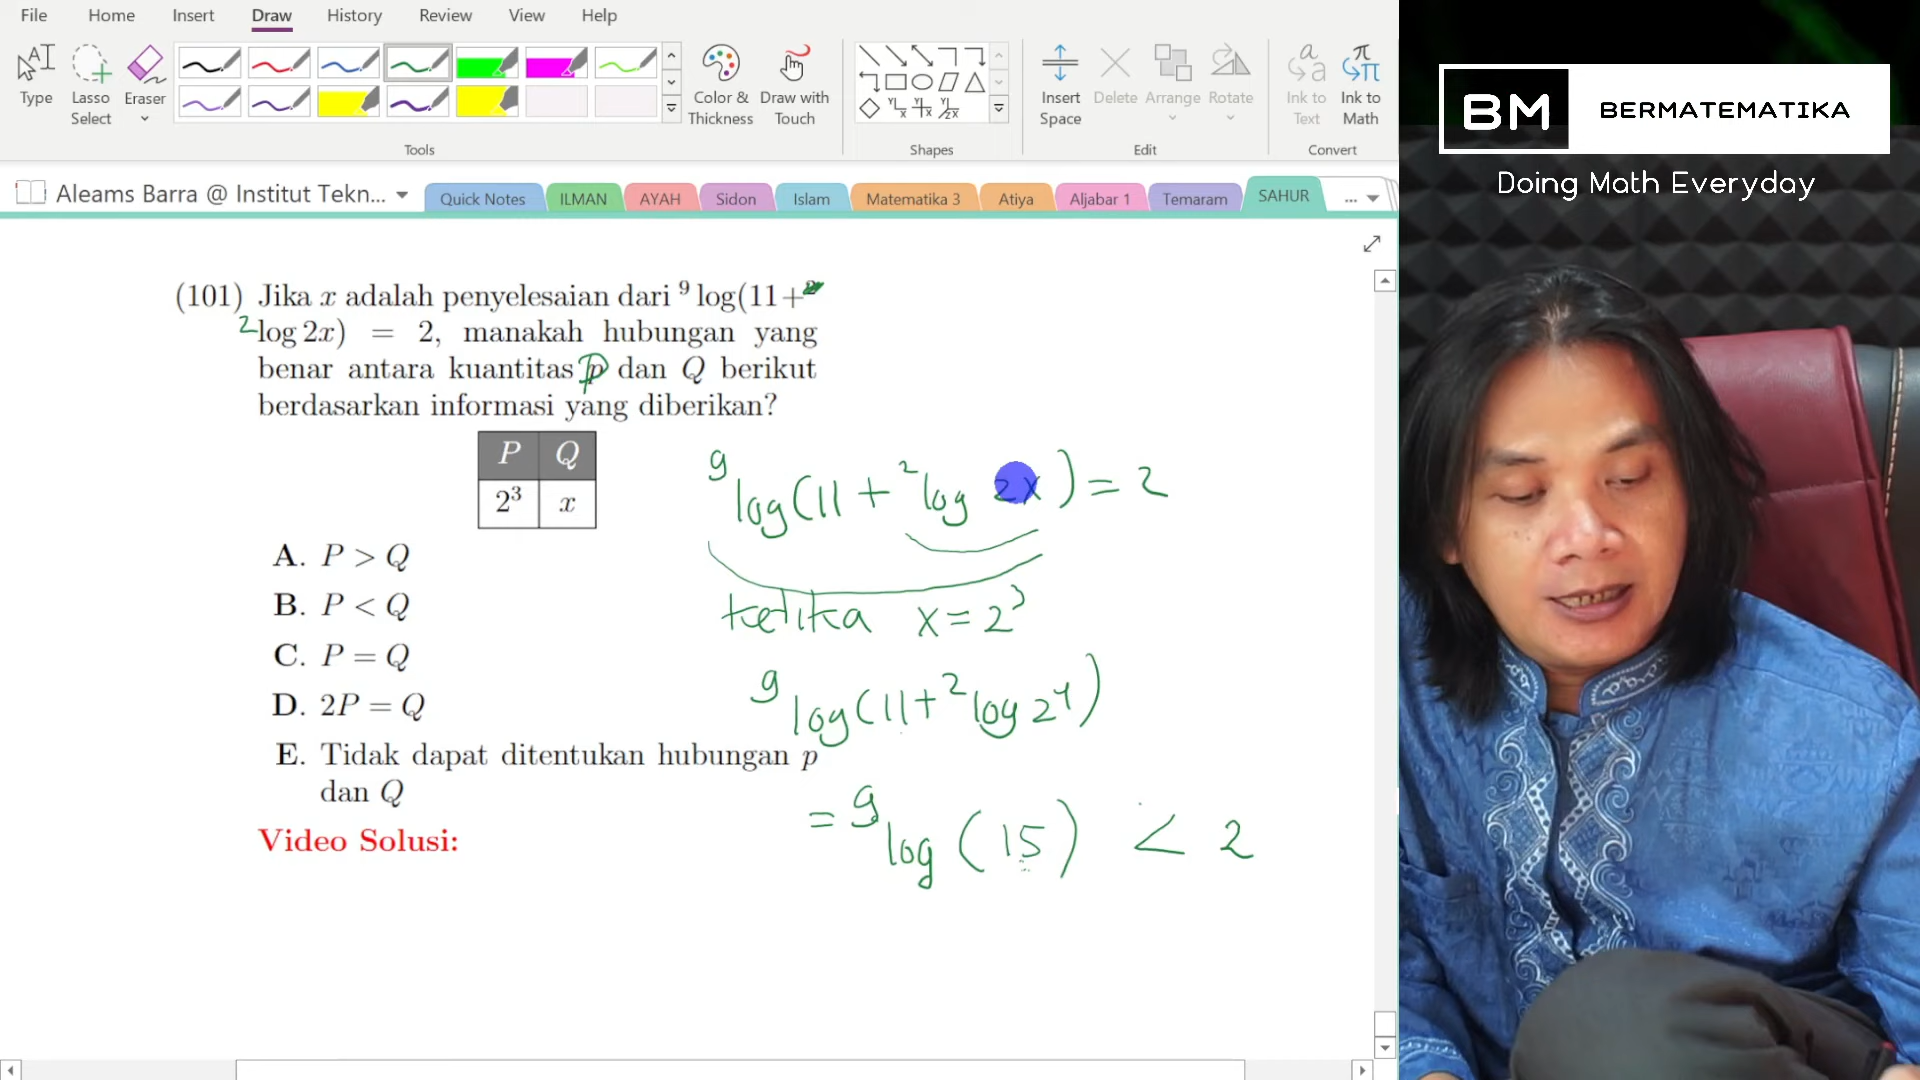 File Home Insert Draw History Review View Help
Type Lasso Select Eraser Color & Thickness Draw with Touch Insert Space Delete Arrange Rotate Ink to Text Ink to Math
Tools Shapes Edit Convert
Aleams Barra @ Institut Tekn... Quick Notes ILMAN AYAH Sidon Islam Matematika 3 Atiya Aljabar 1 Temaram SAHUR ...
BM BERMATEMATIKA
Doing Math Everyday
(101) Jika x adalah penyelesaian dari ⁹ log(11+
²log 2x) = 2, manakah hubungan yang
benar antara kuantitas P dan Q berikut
berdasarkan informasi yang diberikan?
P Q
2³ x
A. P > Q
B. P < Q
C. P = Q
D. 2P = Q
E. Tidak dapat ditentukan hubungan p
dan Q
Video Solusi:
⁹log(11 + ²log 2x) = 2
ketika x = 2³
⁹log(11 + ²log 2⁴)
= ⁹log (15) < 2